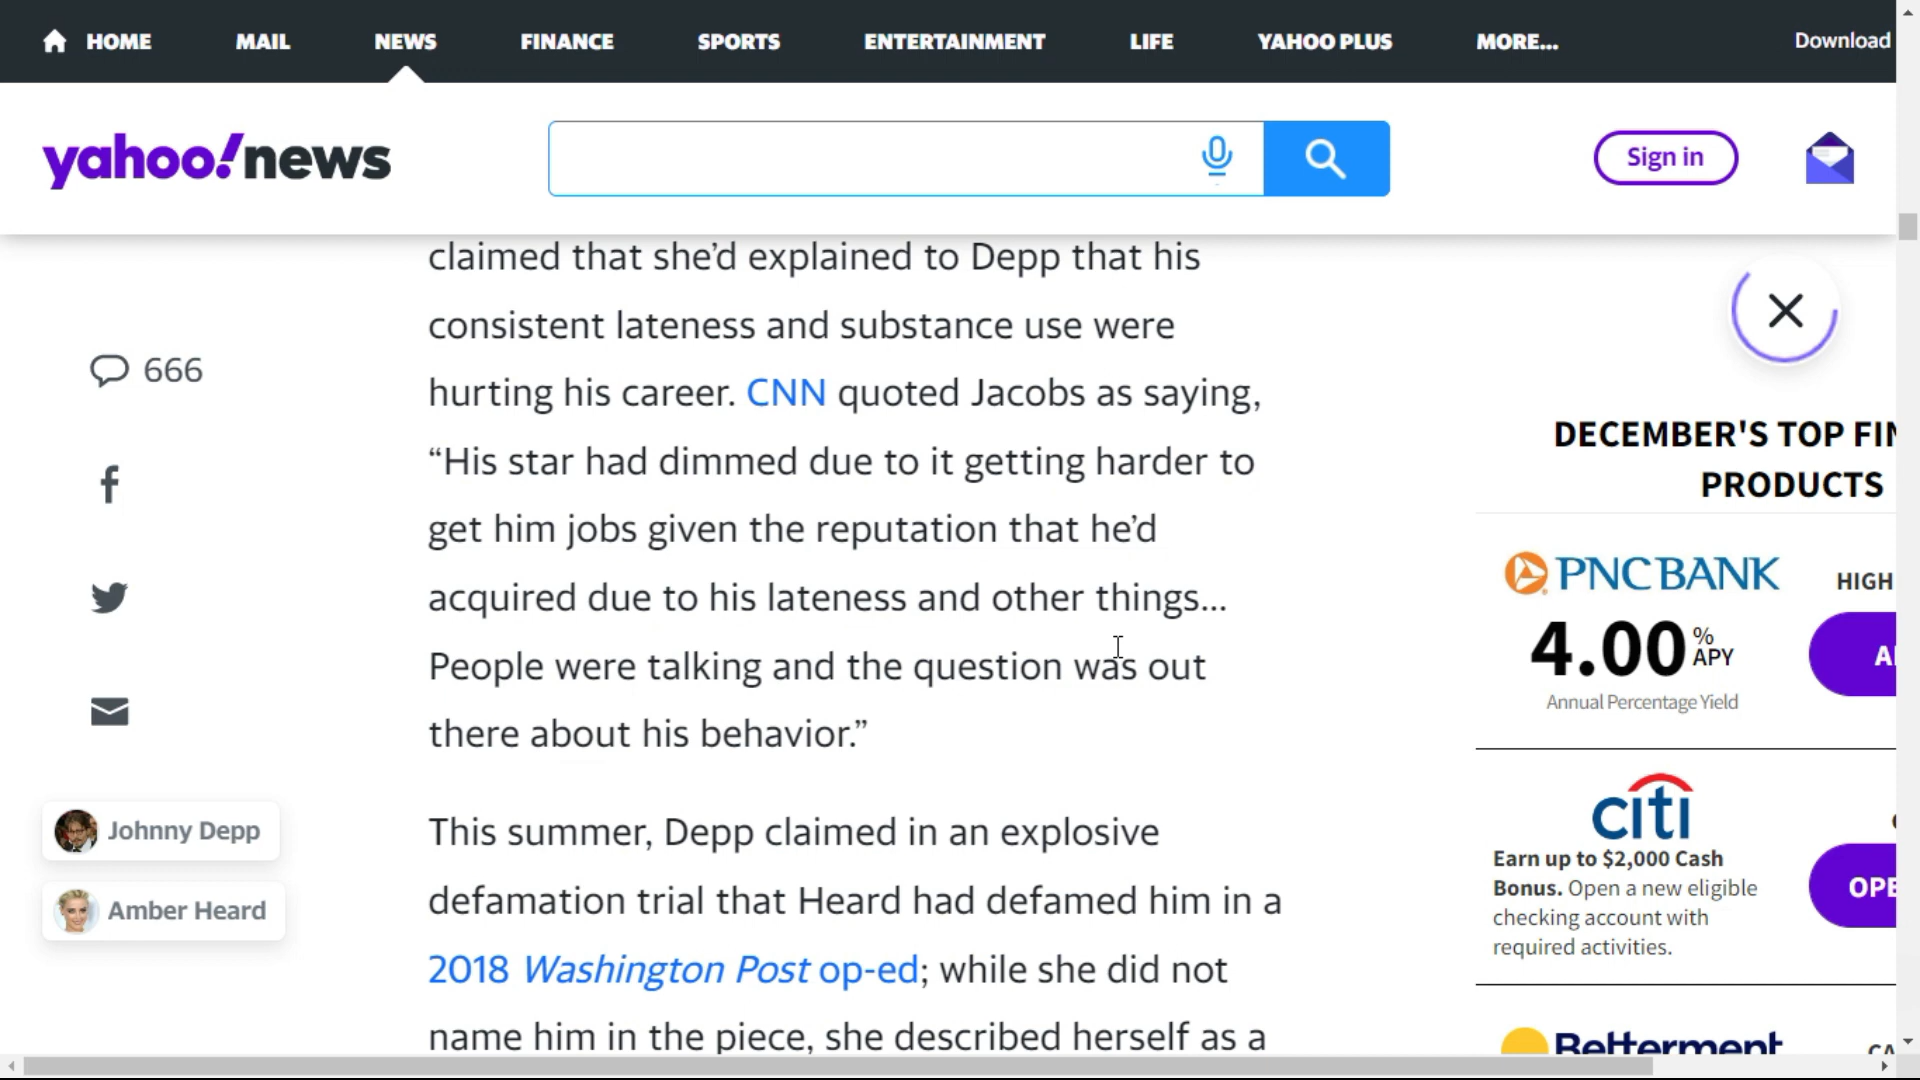 HOME MAIL NEWS FINANCE SPORTS ENTERTAINMENT LIFE YAHOO PLUS MORE... Download
yahoo!news
Sign in
claimed that she’d explained to Depp that his
consistent lateness and substance use were
hurting his career. CNN quoted Jacobs as saying,
“His star had dimmed due to it getting harder to
get him jobs given the reputation that he’d
acquired due to his lateness and other things…
People were talking and the question was out
there about his behavior.”
This summer, Depp claimed in an explosive
defamation trial that Heard had defamed him in a
2018 Washington Post op-ed; while she did not
name him in the piece, she described herself as a
666
Johnny Depp
Amber Heard
DECEMBER'S TOP
PRODUCTS
PNC BANK
HIGH
4.00 % APY
Annual Percentage Yield
citi
Earn up to $2,000 Cash
Bonus. Open a new eligible
checking account with
required activities.
Betterment